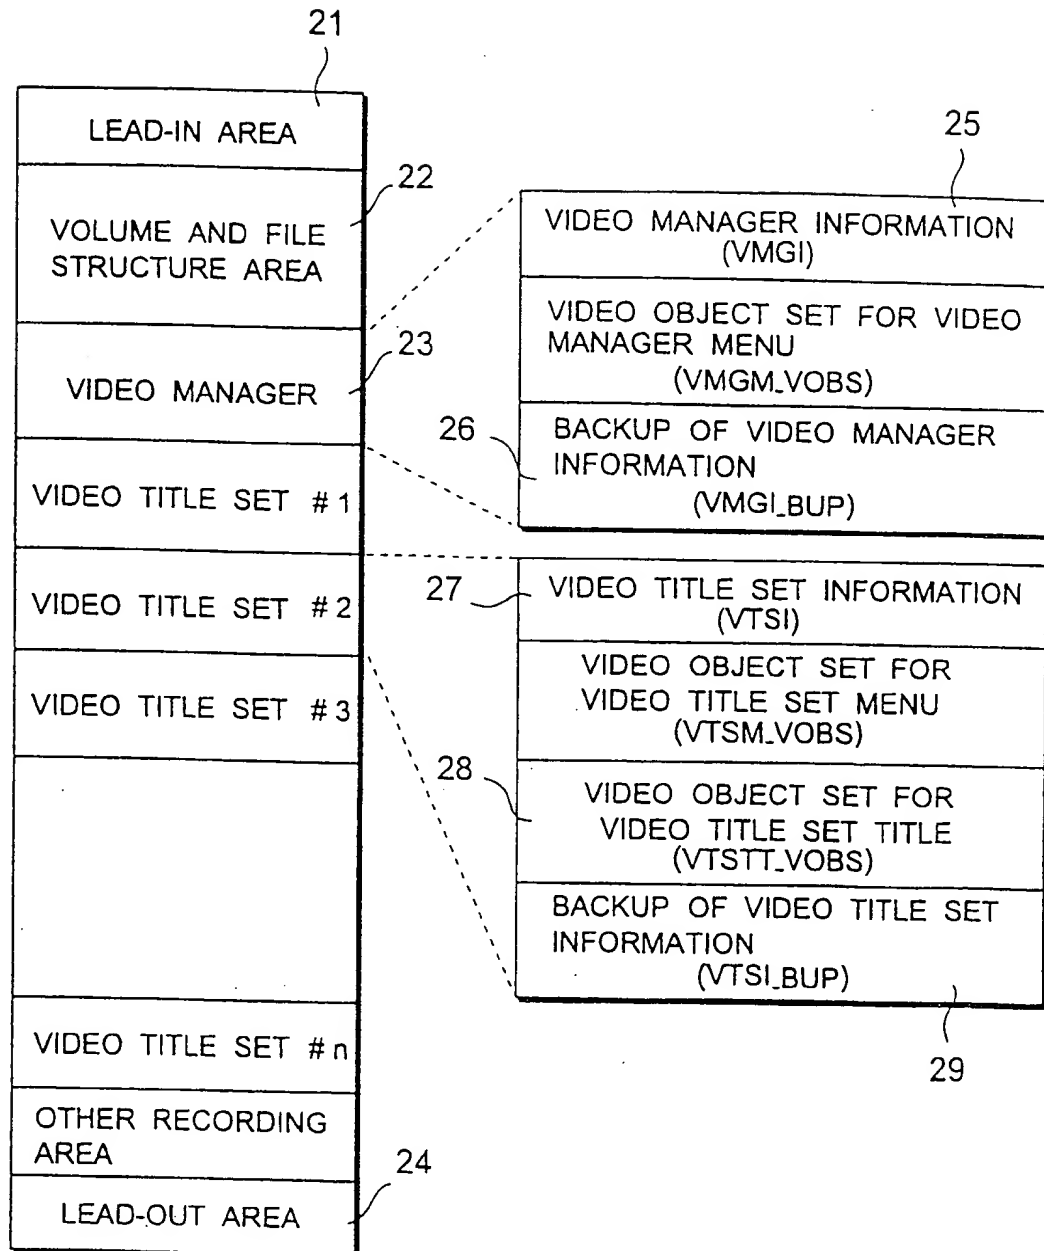 21
LEAD-IN AREA
22
VOLUME AND FILE
STRUCTURE AREA
23
VIDEO MANAGER
VIDEO TITLE SET #1
VIDEO TITLE SET #2
VIDEO TITLE SET #3
VIDEO TITLE SET #n
OTHER RECORDING
AREA
24
LEAD-OUT AREA
25
VIDEO MANAGER INFORMATION
(VMGI)
VIDEO OBJECT SET FOR VIDEO
MANAGER MENU
(VMGM_VOBS)
26
BACKUP OF VIDEO MANAGER
INFORMATION
(VMGI_BUP)
27
VIDEO TITLE SET INFORMATION
(VTSI)
VIDEO OBJECT SET FOR
VIDEO TITLE SET MENU
(VTSM_VOBS)
28
VIDEO OBJECT SET FOR
VIDEO TITLE SET TITLE
(VTSTT_VOBS)
BACKUP OF VIDEO TITLE SET
INFORMATION
(VTSI_BUP)
29